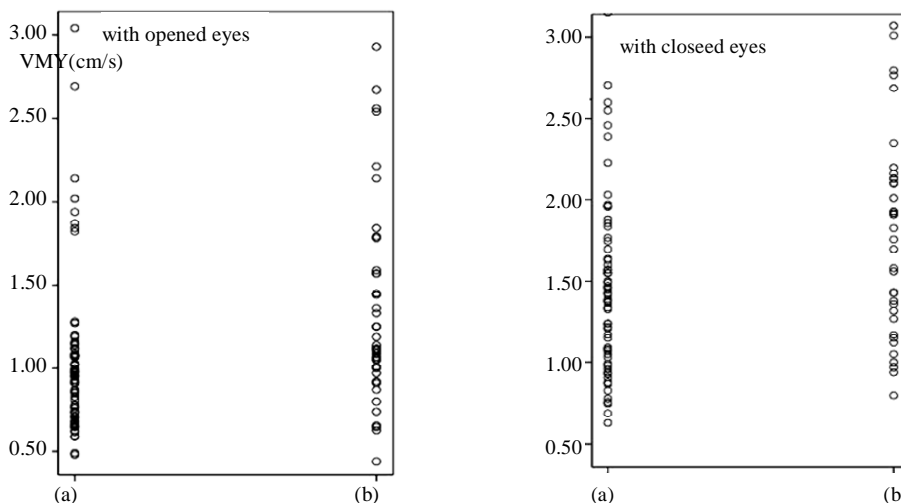 3.00
with opened eyes
VMY(cm/s)
2.50
2.00
1.50
1.00
0.50
(a)
(b)
3.00
with closeed eyes
2.50
2.00
1.50
1.00
0.50
(a)
(b